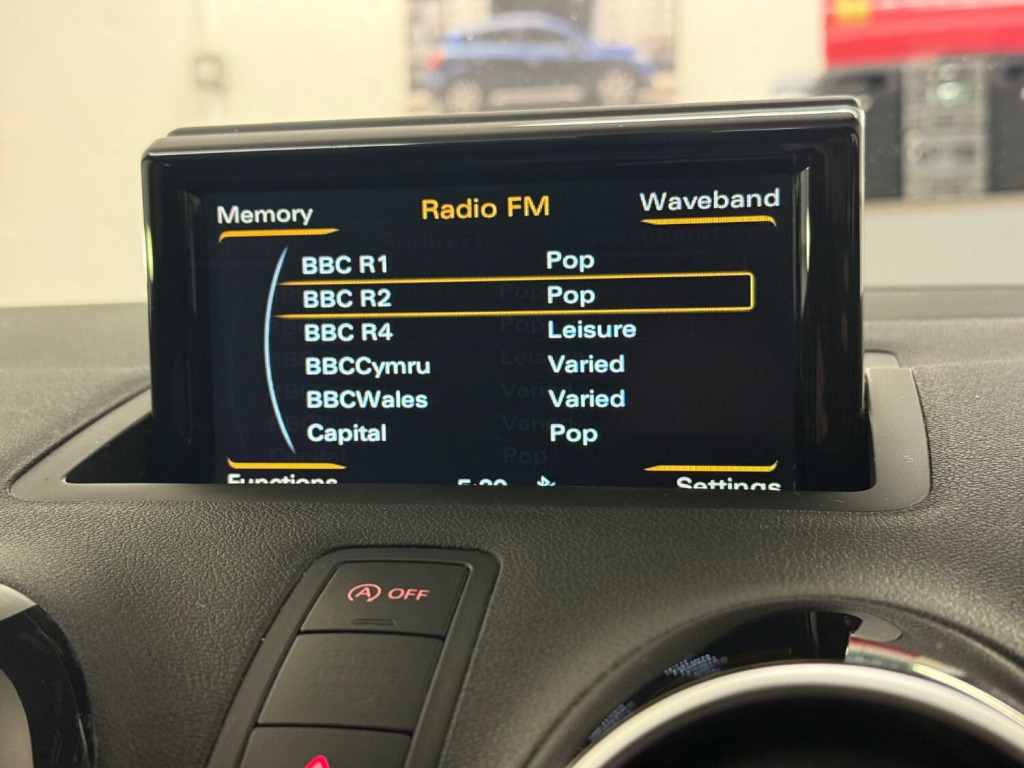 Memory Radio FM Waveband
BBC R1 Pop
BBC R2 Pop
BBC R4 Leisure
BBCCymru Varied
BBCWales Varied
Capital Pop
Functions Settings
A OFF